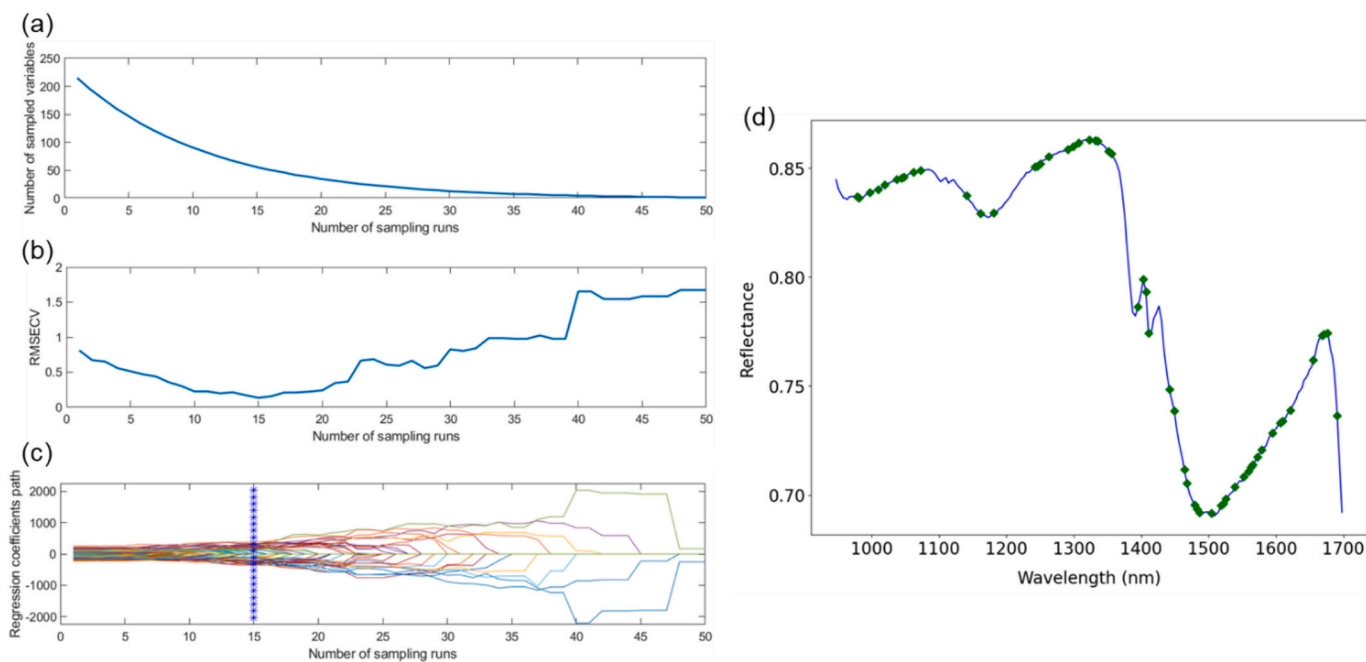 (a)
250
200
150
100
50
0
0 5 10 15 20 25 30 35 40 45 50
Number of sampled variables
Number of sampling runs
(b)
2
1.5
1
0.5
0
0 5 10 15 20 25 30 35 40 45 50
RMSECV
Number of sampling runs
(c)
2000
1000
0
-1000
-2000
0 5 10 15 20 25 30 35 40 45 50
Regression coefficients path
Number of sampling runs
(d)
0.85
0.80
0.75
0.70
1000 1100 1200 1300 1400 1500 1600 1700
Reflectance
Wavelength (nm)